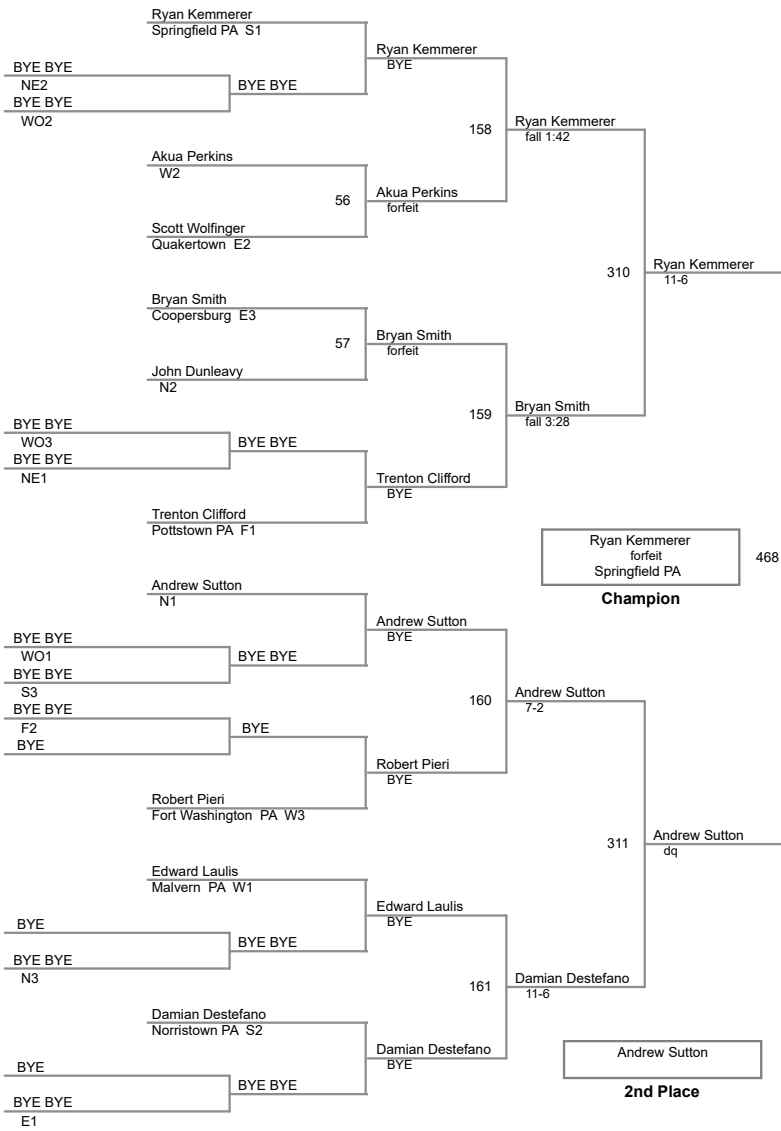 Ryan Kemmerer
Springfield PA S1
Ryan Kemmerer
BYE
BYE BYE
NE2
BYE BYE
BYE BYE
WO2
158
Ryan Kemmerer
fall 1:42
Akua Perkins
W2
56
Akua Perkins
forfeit
Scott Wolfinger
Quakertown E2
310
Ryan Kemmerer
11-6
Bryan Smith
Coopersburg E3
57
Bryan Smith
forfeit
John Dunleavy
N2
159
Bryan Smith
fall 3:28
BYE BYE
WO3
BYE BYE
BYE BYE
NE1
Trenton Clifford
BYE
Trenton Clifford
Pottstown PA F1
Ryan Kemmerer
forfeit
Springfield PA
468
Champion
Andrew Sutton
N1
Andrew Sutton
BYE
BYE BYE
WO1
BYE BYE
BYE BYE
S3
160
Andrew Sutton
7-2
BYE BYE
F2
BYE
BYE
Robert Pieri
BYE
Robert Pieri
Fort Washington PA W3
311
Andrew Sutton
dq
Edward Laulis
Malvern PA W1
Edward Laulis
BYE
BYE
BYE BYE
BYE BYE
N3
161
Damian Destefano
11-6
Damian Destefano
Norristown PA S2
Damian Destefano
BYE
BYE
BYE BYE
BYE BYE
E1
Andrew Sutton
2nd Place